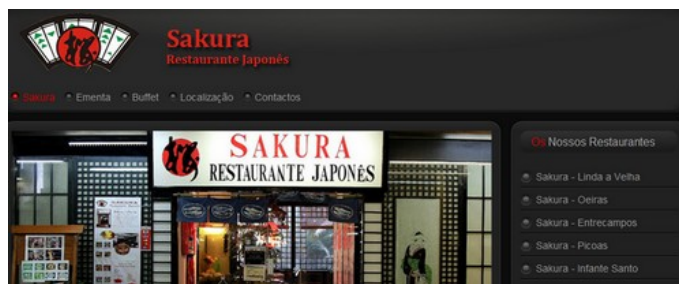 Sakura
Restaurante Japonês
Sakura Ementa Buffet Localização Contactos
SAKURA
RESTAURANTE JAPONÊS
Os Nossos Restaurantes
Sakura - Linda a Velha
Sakura - Oeiras
Sakura - Entrecampos
Sakura - Picoas
Sakura - Infante Santo